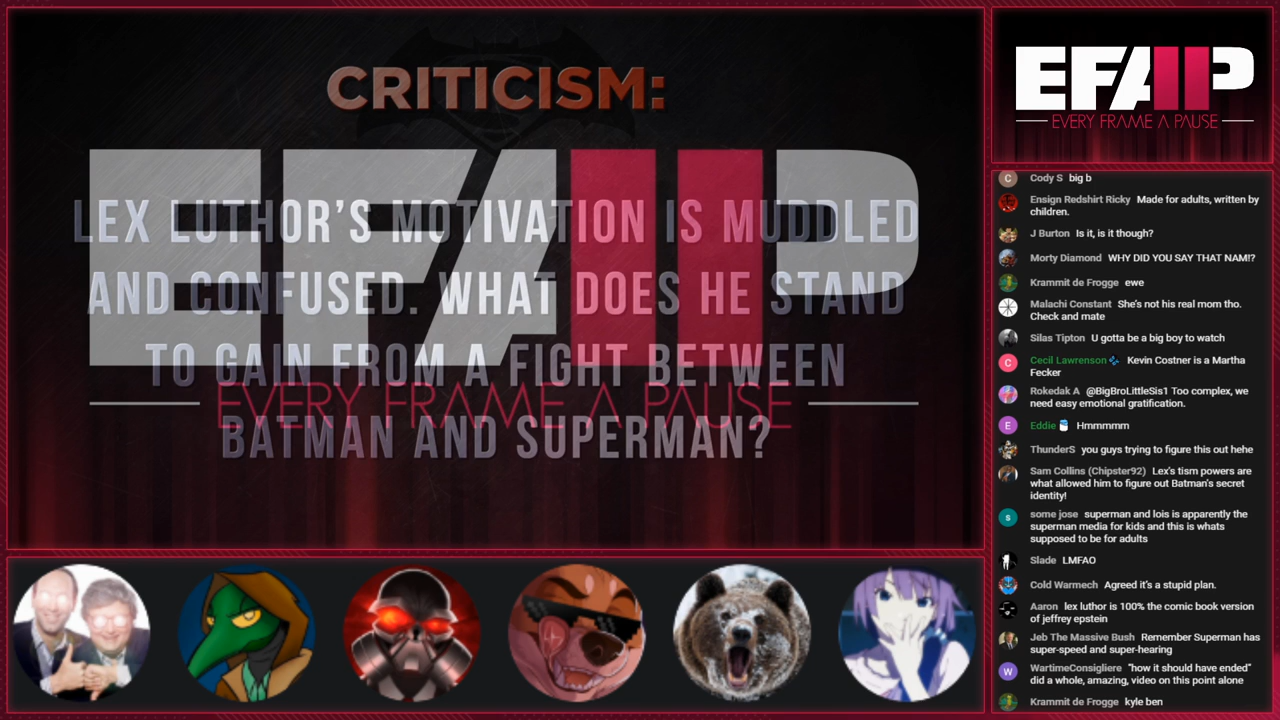 CRITICISM:
EFAP
LEX LUTHOR'S MOTIVATION IS MUDDLED
AND CONFUSED. WHAT DOES HE STAND
TO GAIN FROM A FIGHT BETWEEN
EVERY FRAME A PAUSE
BATMAN AND SUPERMAN?
EFAP
EVERY FRAME A PAUSE
C Cody S big b
Ensign Redshirt Ricky Made for adults, written by
children.
J Burton Is it, is it though?
Morty Diamond WHY DID YOU SAY THAT NAM!?
Krammit de Frogge ewe
Malachi Constant She's not his real mom tho.
Check and mate
Silas Tipton U gotta be a big boy to watch
C Cecil Lawrenson Kevin Costner is a Martha
Fecker
Rokedak A @BigBroLittleSis1 Too complex, we
need easy emotional gratification.
E Eddie Hmmmmm
ThunderS you guys trying to figure this out hehe
Sam Collins (Chipster92) Lex's tism powers are
what allowed him to figure out Batman's secret
identity!
s some jose superman and lois is apparently the
superman media for kids and this is whats
supposed to be for adults
Slade LMFAO
Cold Warmech Agreed it's a stupid plan.
Aaron lex luthor is 100% the comic book version
of jeffrey epstein
Jeb The Massive Bush Remember Superman has
super-speed and super-hearing
W WartimeConsigliere "how it should have ended"
did a whole, amazing, video on this point alone
Krammit de Frogge kyle ben